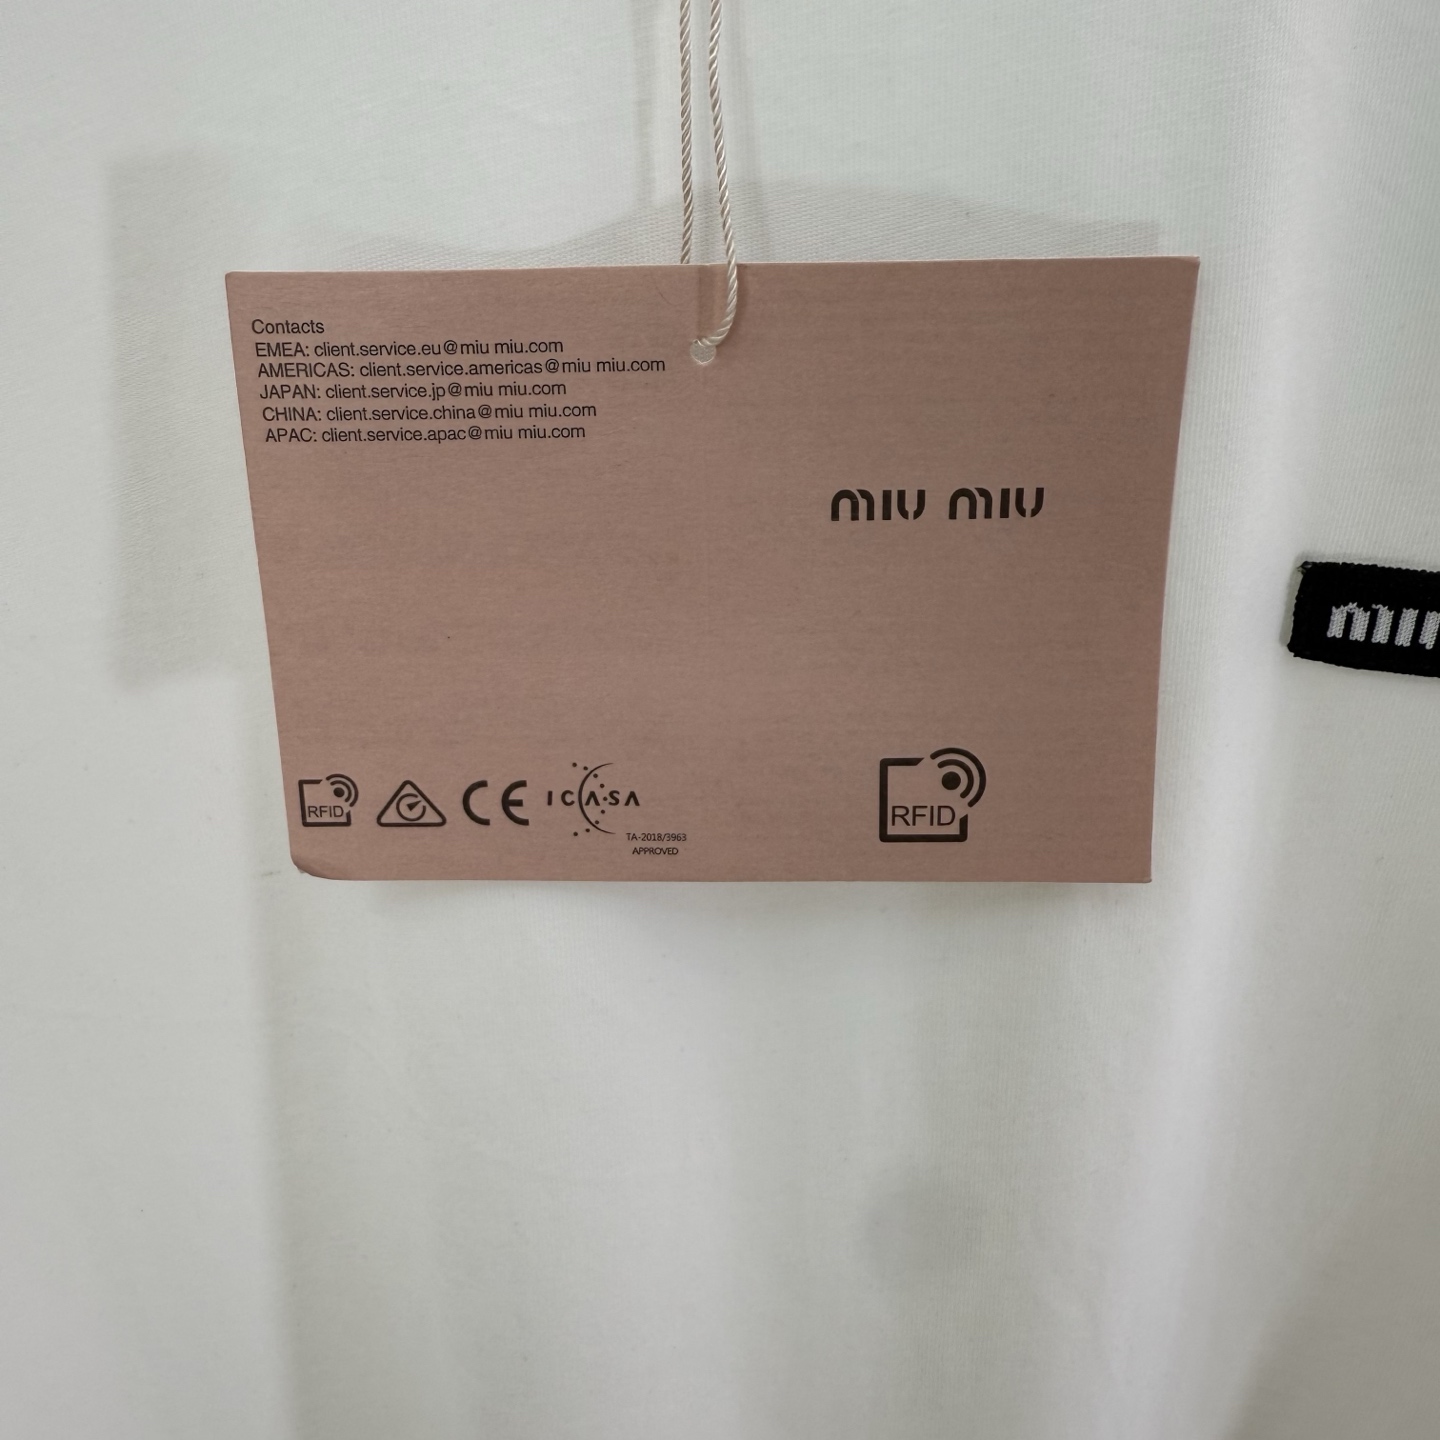 Contacts
EMEA: client.service.eu@miu miu.com
AMERICAS: client.service.americas@miu miu.com
JAPAN: client.service.jp@miu miu.com
CHINA: client.service.china@miu miu.com
APAC: client.service.apac@miu miu.com
miu miu
miu
RFID
CE
ICASA
TA-2018/3963
APPROVED
RFID